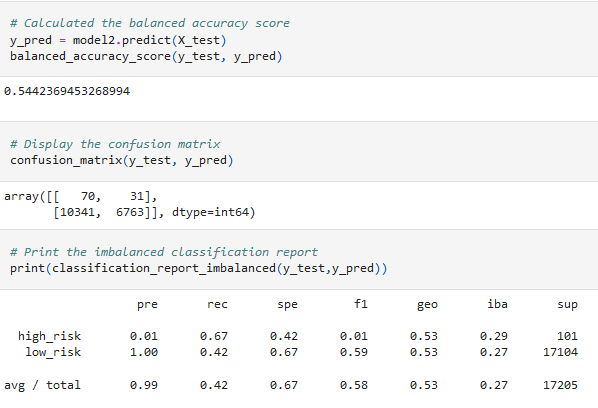 # Calculated the balanced accuracy score
y_pred = model2.predict(X_test)
balanced_accuracy_score(y_test, y_pred)
0.5442369453268994
# Display the confusion matrix
confusion_matrix(y_test, y_pred)
array([[   70,    31],
       [10341,  6763]], dtype=int64)
# Print the imbalanced classification report
print(classification_report_imbalanced(y_test,y_pred))
pre rec spe f1 geo iba sup
high_risk 0.01 0.67 0.42 0.01 0.53 0.29 101
low_risk 1.00 0.42 0.67 0.59 0.53 0.27 17104
avg / total 0.99 0.42 0.67 0.58 0.53 0.27 17205